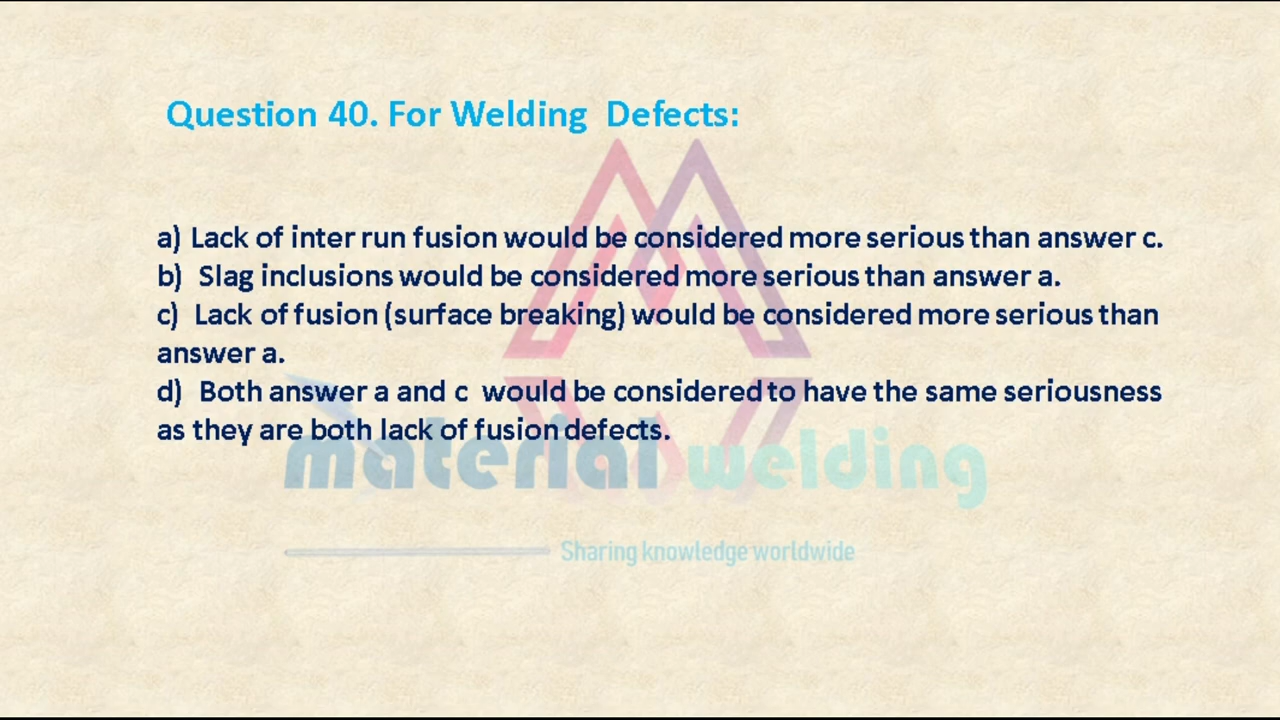 Question 40. For Welding Defects:
a) Lack of inter run fusion would be considered more serious than answer c.
b) Slag inclusions would be considered more serious than answer a.
c) Lack of fusion (surface breaking) would be considered more serious than
answer a.
d) Both answer a and c would be considered to have the same seriousness
as they are both lack of fusion defects.
material welding
Sharing knowledge worldwide